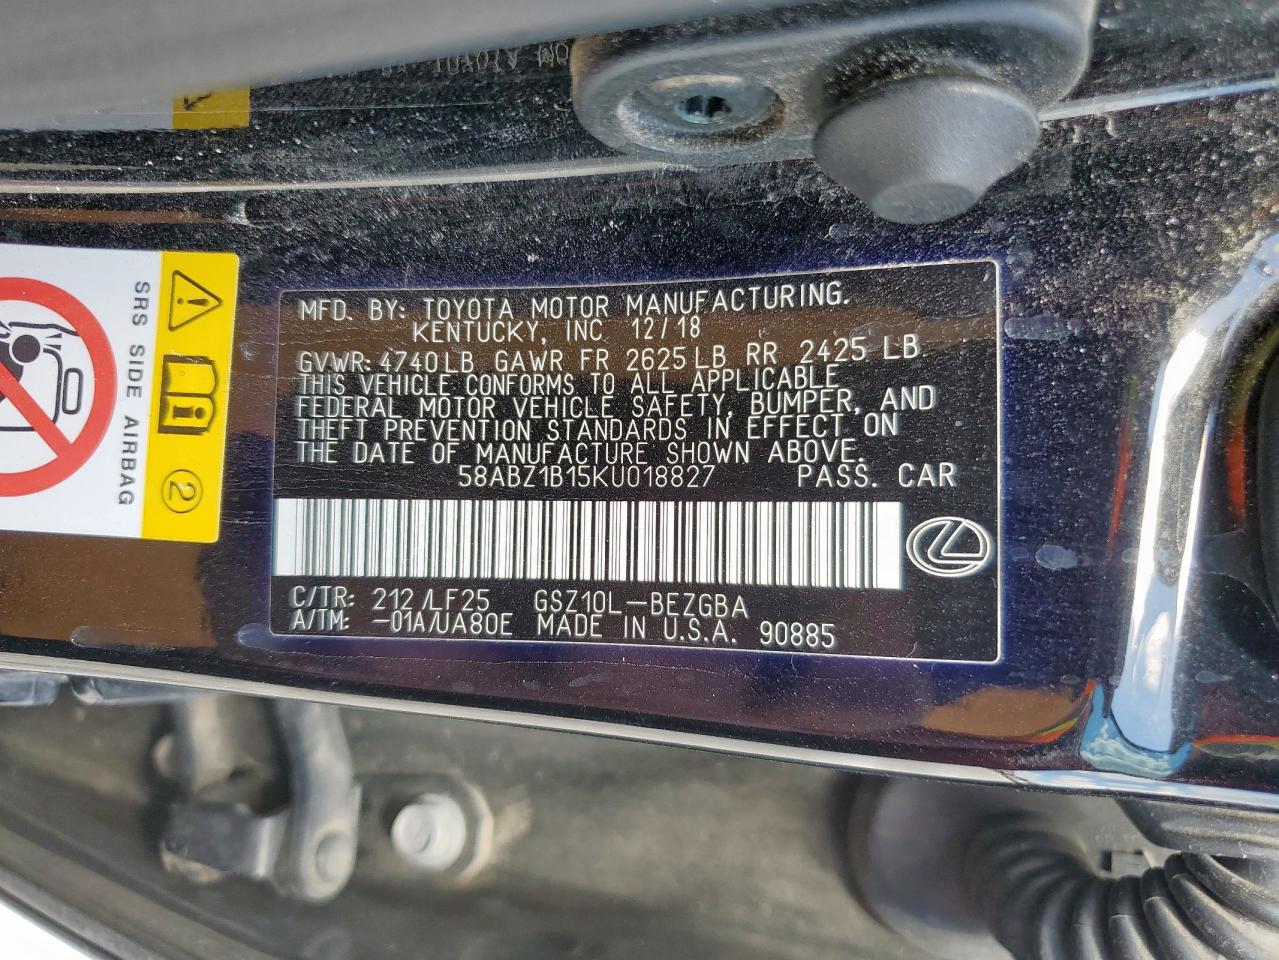 MFD. BY: TOYOTA MOTOR MANUFACTURING.
KENTUCKY, INC 12/18
GVWR: 4740 LB GAWR FR 2625 LB RR 2425 LB
THIS VEHICLE CONFORMS TO ALL APPLICABLE
FEDERAL MOTOR VEHICLE SAFETY, BUMPER, AND
THEFT PREVENTION STANDARDS IN EFFECT ON
THE DATE OF MANUFACTURE SHOWN ABOVE.
58ABZ1B15KU018827 PASS. CAR
C/TR: 212/LF25 GSZ10L-BEZGBA
A/TM: -01A/UA80E MADE IN U.S.A. 90885
SRS SIDE AIRBAG
2